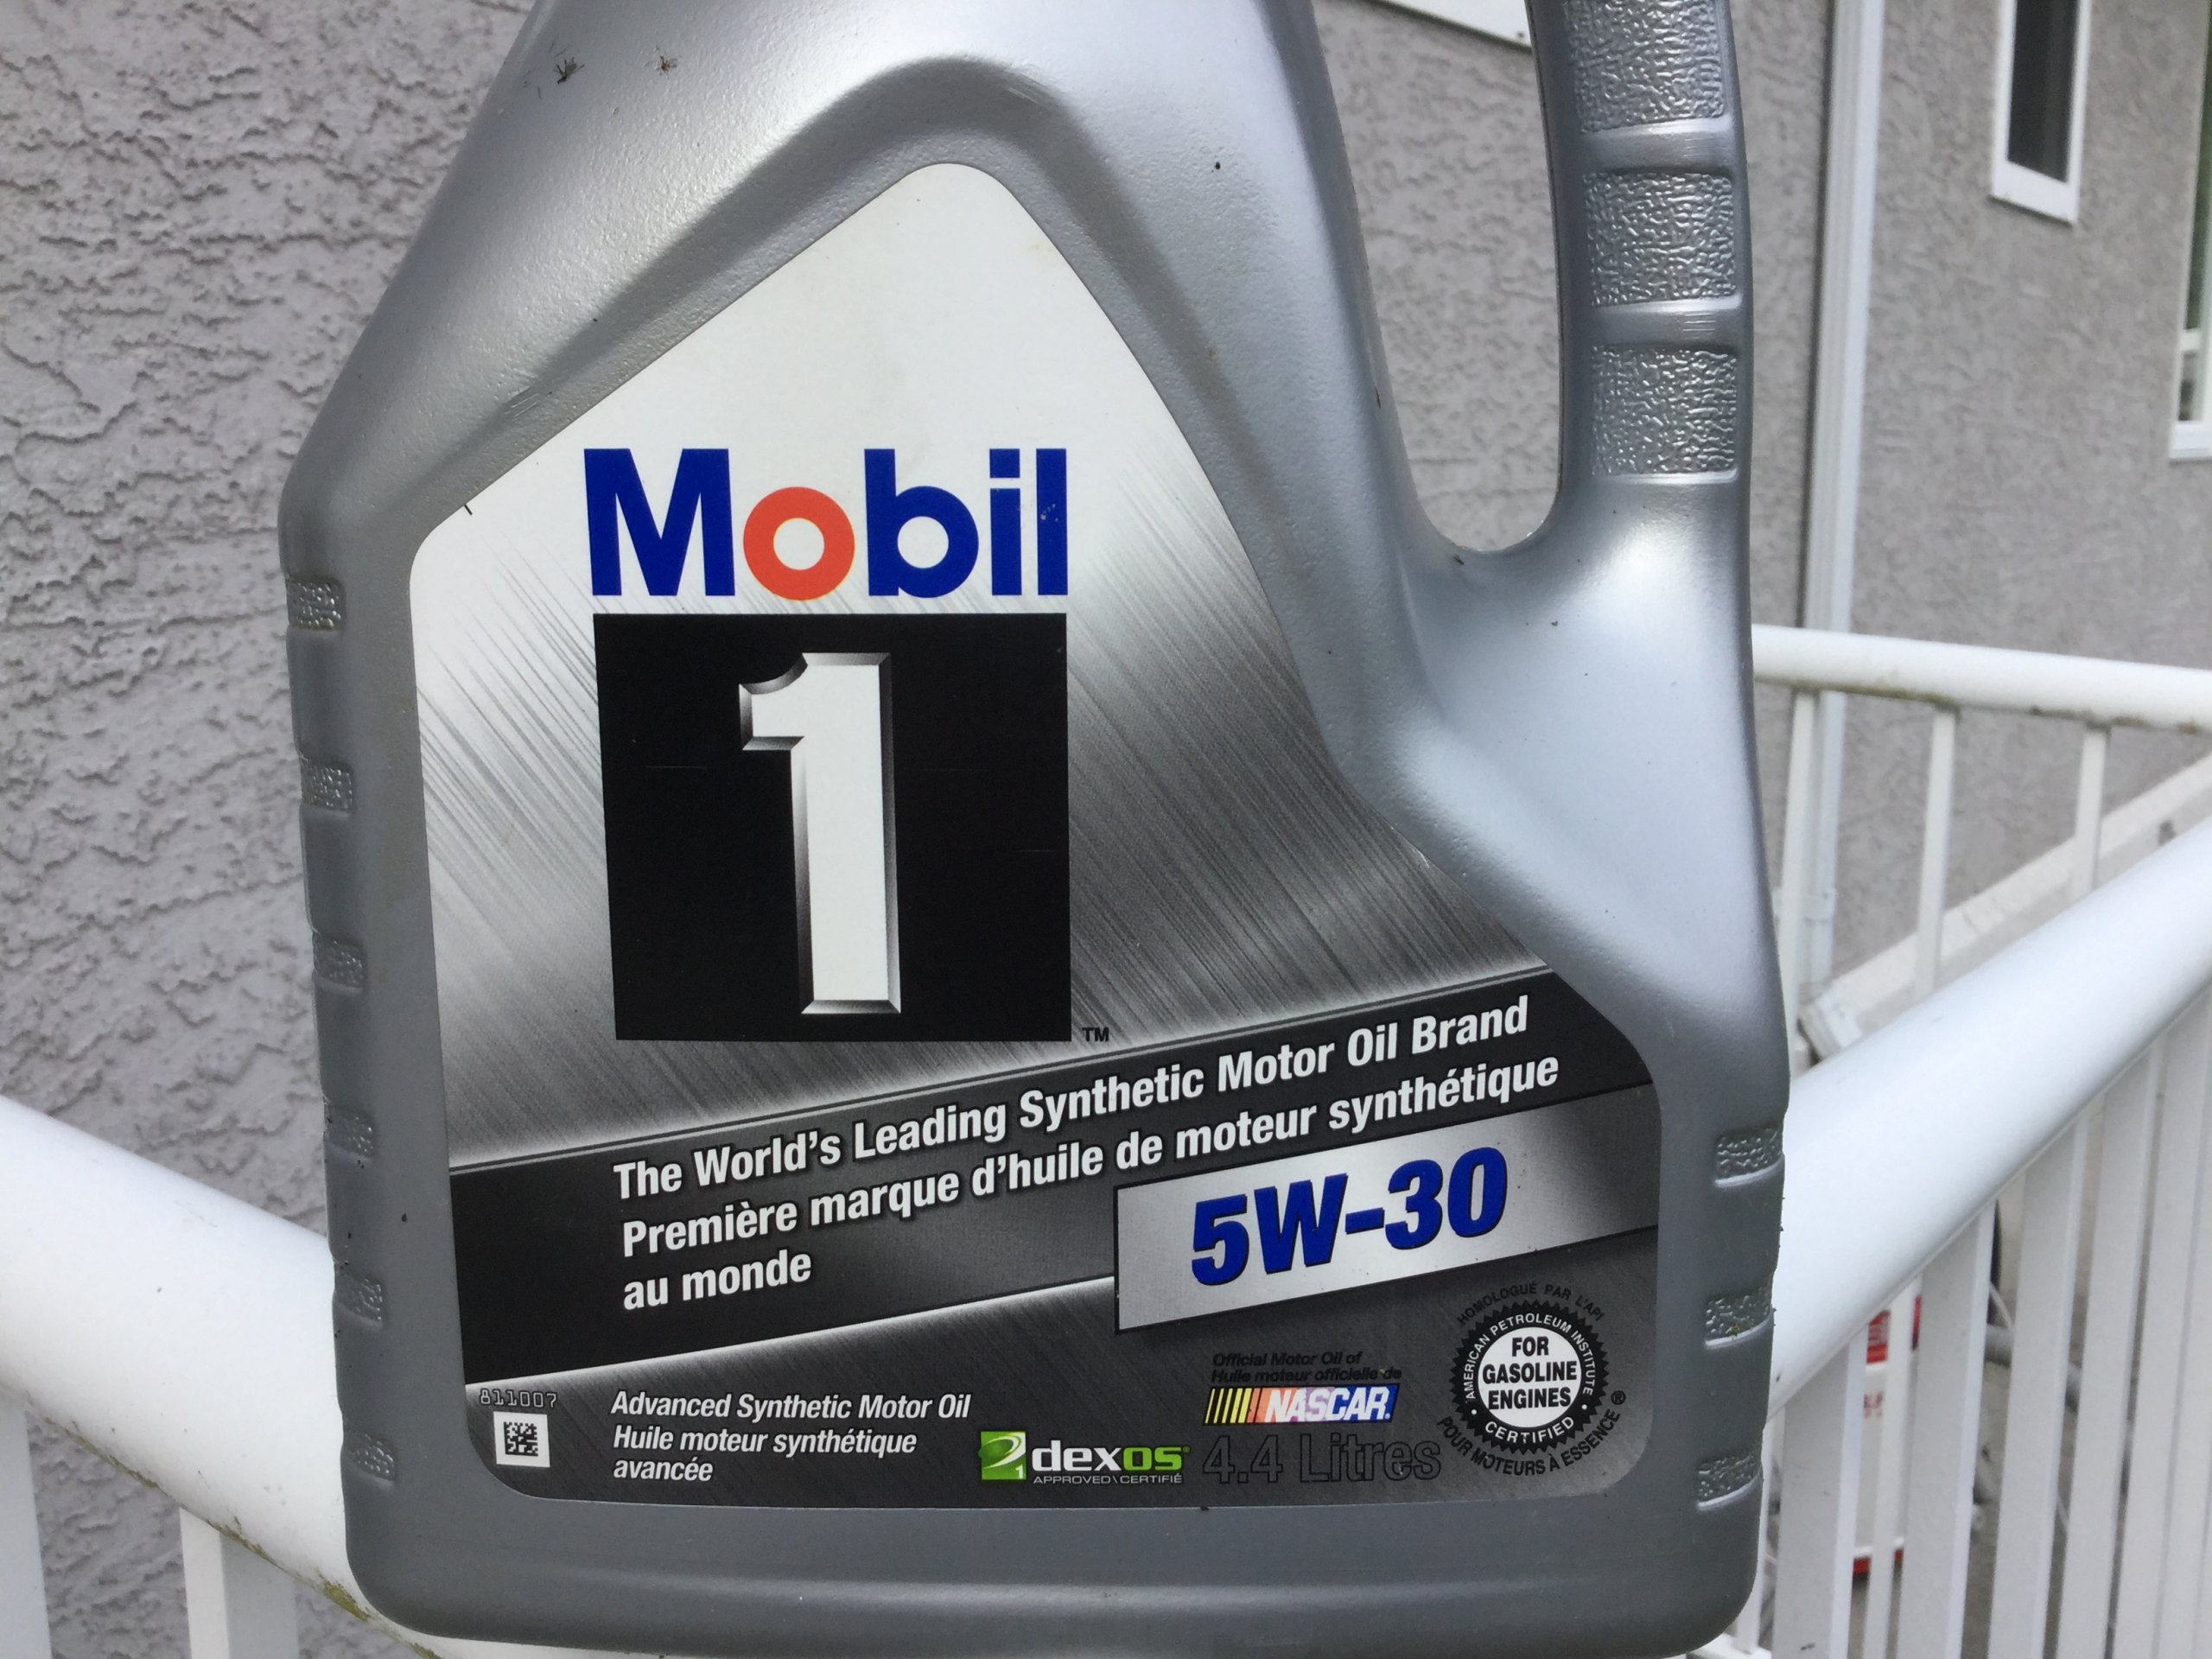 Mobil
1
TM
The World's Leading Synthetic Motor Oil Brand
Première marque d'huile de moteur synthétique
au monde
5W-30
811007
Advanced Synthetic Motor Oil
Huile moteur synthétique
avancée
dexos®
1
APPROVED\CERTIFIÉ
Official Motor Oil of
Huile moteur officielle de
NASCAR.
4.4 Litres
HOMOLOGUÉ PAR L'API
AMERICAN PETROLEUM INSTITUTE
FOR
GASOLINE
ENGINES
CERTIFIED
®
POUR MOTEURS À ESSENCE